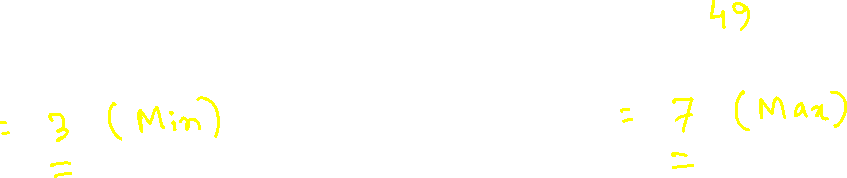 49
= 3 (Min) = 7 (Max)